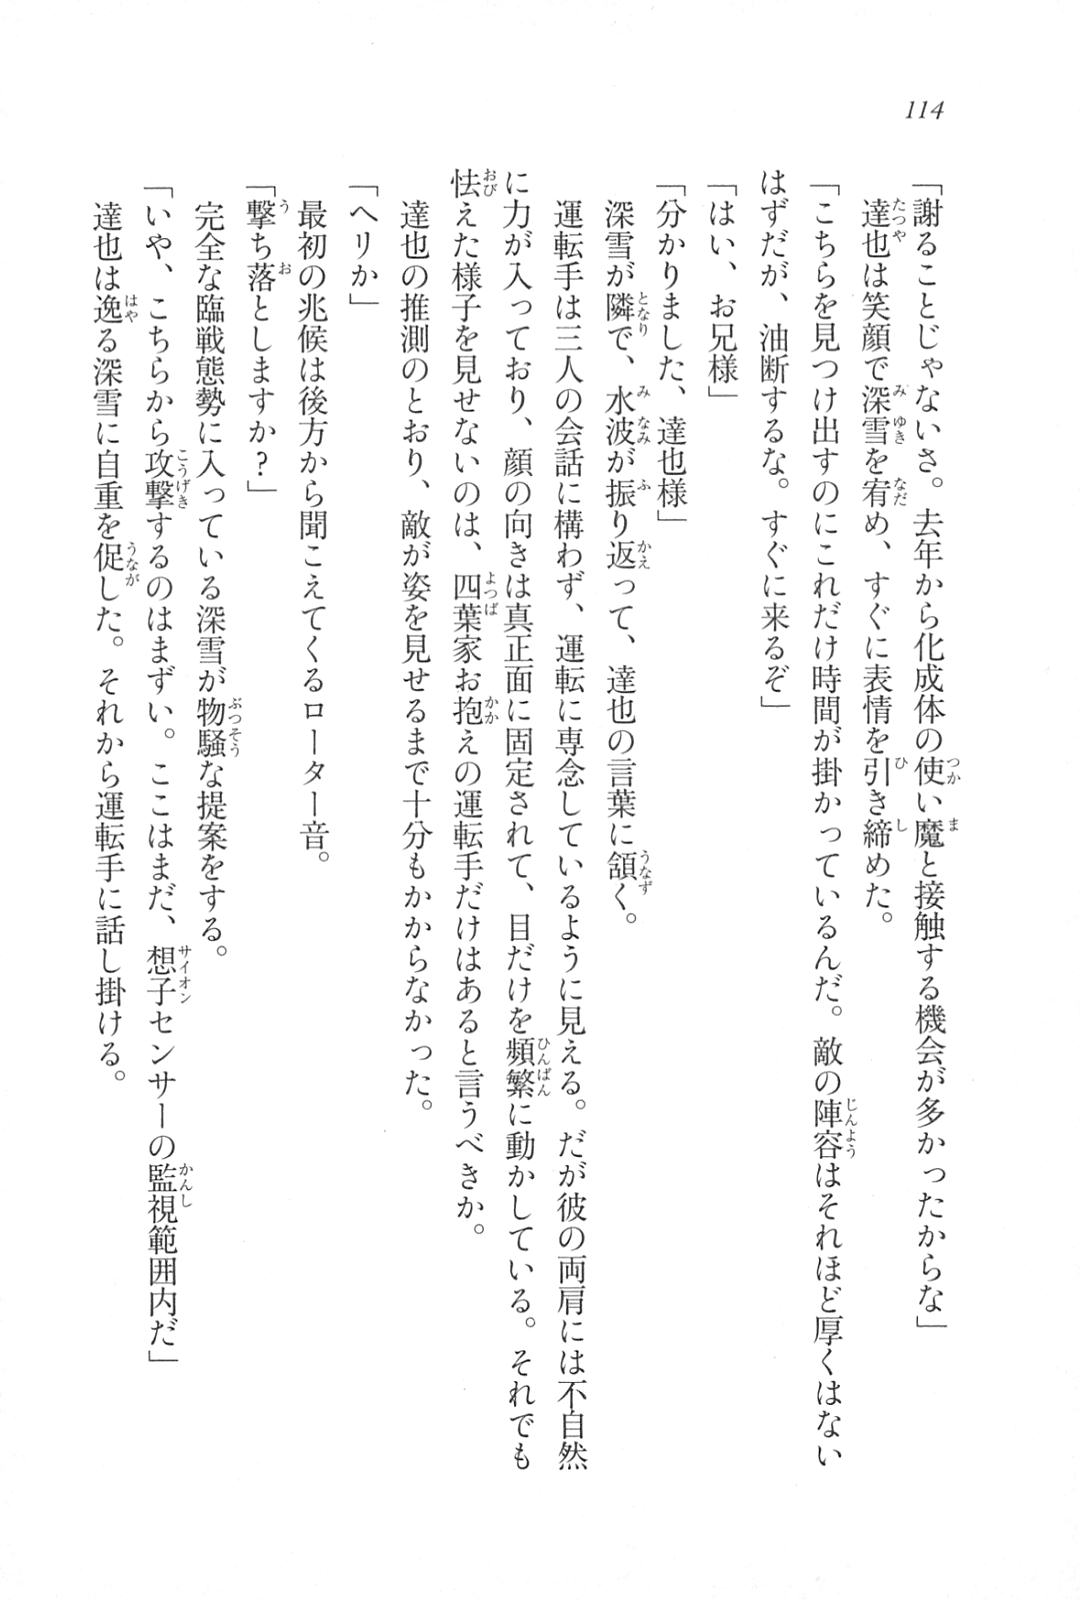 114
「謝ることじゃないさ。去年から化成体の使い魔と接触する機会が多かったからな」
達也は笑顔で深雪を宥め、すぐに表情を引き締めた。
「こちらを見つけ出すのにこれだけ時間が掛かっているんだ。敵の陣容はそれほど厚くはない
はずだが、油断するな。すぐに来るぞ」
「はい、お兄様」
「分かりました、達也様」
深雪が隣で、水波が振り返って、達也の言葉に頷く。
運転手は三人の会話に構わず、運転に専念しているように見える。だが彼の両肩には不自然
に力が入っており、顔の向きは真正面に固定されて、目だけを頻繁に動かしている。それでも
怯えた様子を見せないのは、四葉家お抱えの運転手だけはあると言うべきか。
達也の推測のとおり、敵が姿を見せるまで十分もかからなかった。
「ヘリか」
最初の兆候は後方から聞こえてくるローター音。
「撃ち落としますか?」
完全な臨戦態勢に入っている深雪が物騒な提案をする。
「いや、こちらから攻撃するのはまずい。ここはまだ、想子センサーの監視範囲内だ」
達也は逸る深雪に自重を促した。それから運転手に話し掛ける。